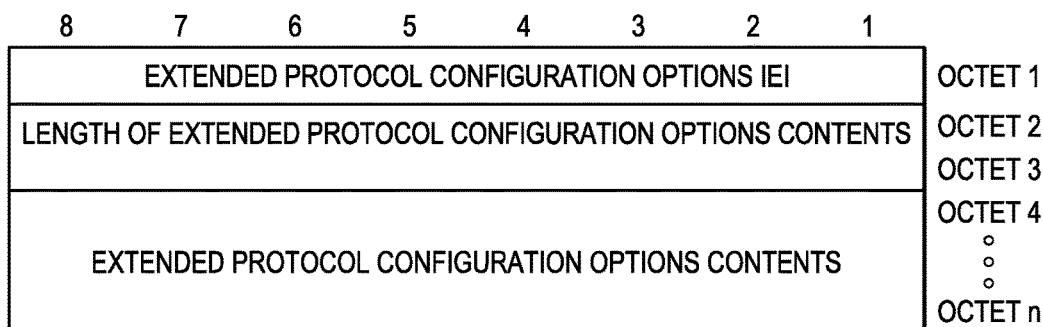 8 7 6 5 4 3 2 1
EXTENDED PROTOCOL CONFIGURATION OPTIONS IEI OCTET 1
LENGTH OF EXTENDED PROTOCOL CONFIGURATION OPTIONS CONTENTS OCTET 2
OCTET 3
OCTET 4
EXTENDED PROTOCOL CONFIGURATION OPTIONS CONTENTS
OCTET n